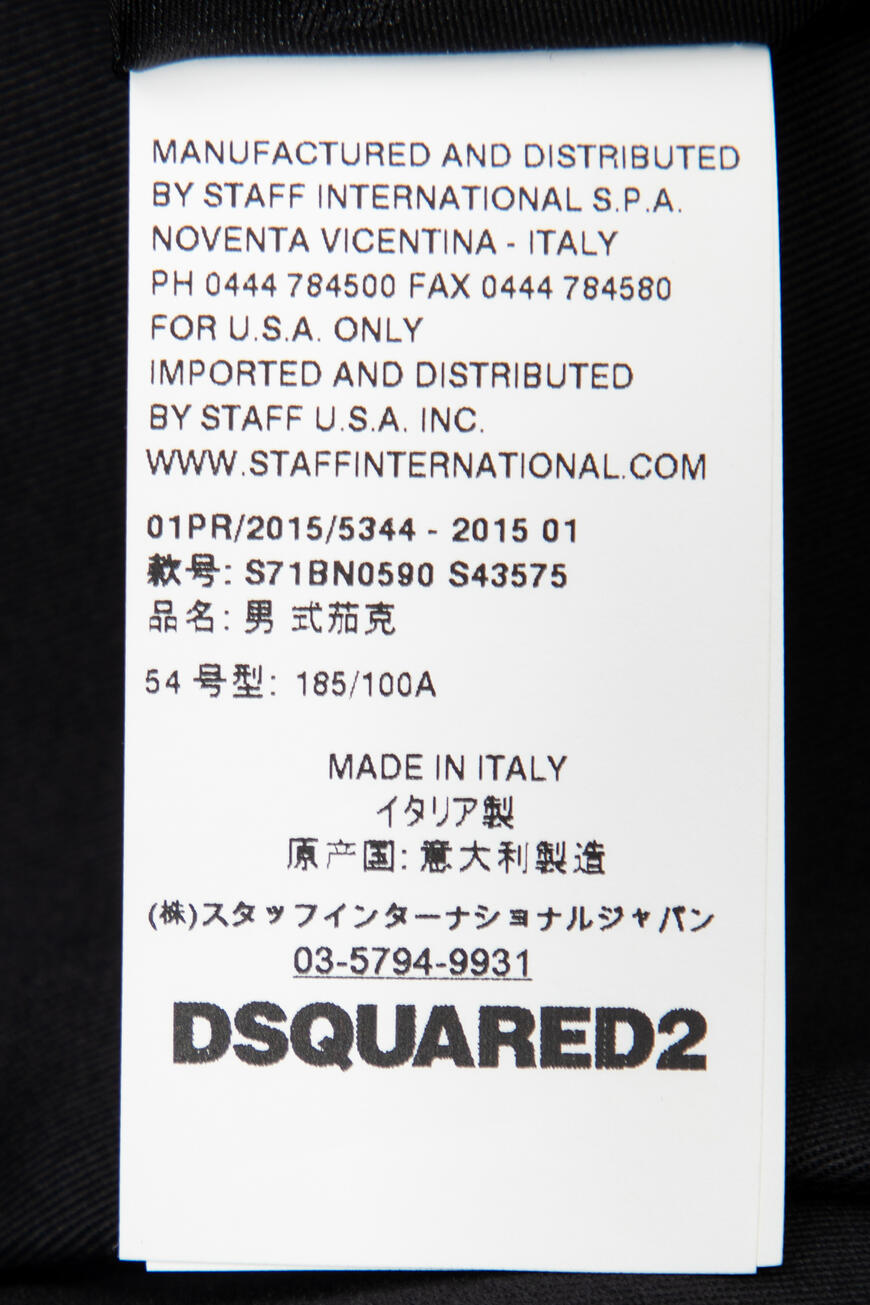 MANUFACTURED AND DISTRIBUTED
BY STAFF INTERNATIONAL S.P.A.
NOVENTA VICENTINA - ITALY
PH 0444 784500 FAX 0444 784580
FOR U.S.A. ONLY
IMPORTED AND DISTRIBUTED
BY STAFF U.S.A. INC.
WWW.STAFFINTERNATIONAL.COM
01PR/2015/5344 - 2015 01
款号: S71BN0590 S43575
品名: 男 式茄克
54 号型: 185/100A
MADE IN ITALY
イタリア製
原产国: 意大利製造
(株)スタッフインターナショナルジャパン
03-5794-9931
DSQUARED2